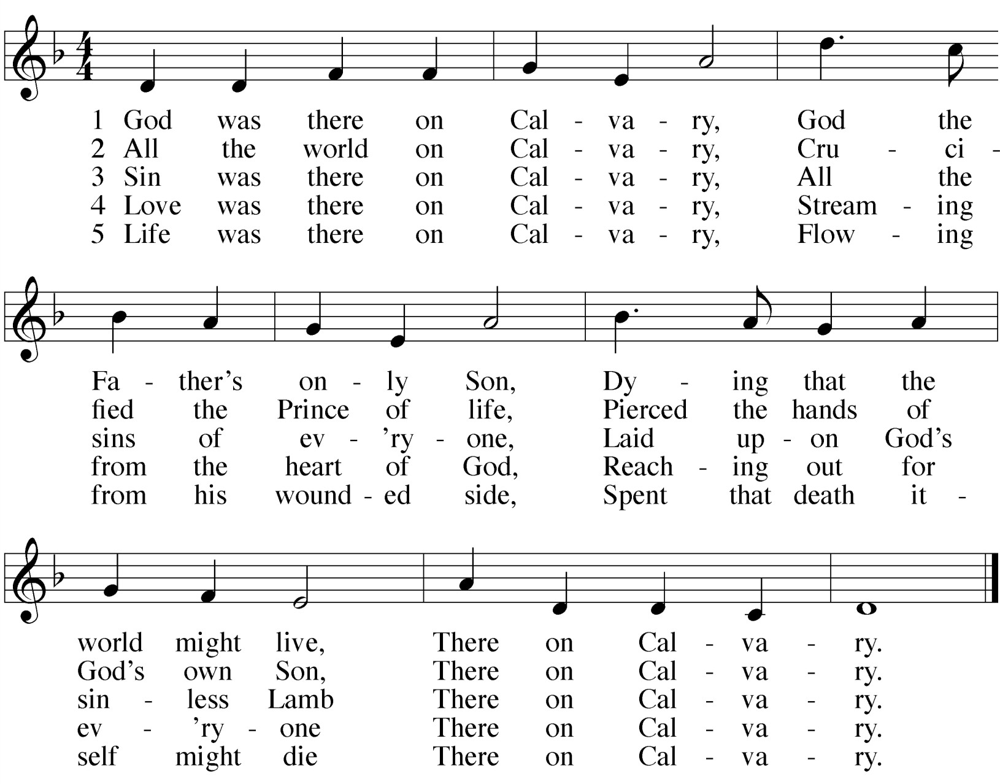 4
4
1 God was there on Cal - va - ry, God the
2 All the world on Cal - va - ry, Cru - ci -
3 Sin was there on Cal - va - ry, All the
4 Love was there on Cal - va - ry, Stream - ing
5 Life was there on Cal - va - ry, Flow - ing
Fa - ther's on - ly Son, Dy - ing that the
fied the Prince of life, Pierced the hands of
sins of ev - 'ry - one, Laid up - on God's
from the heart of God, Reach - ing out for
from his wound - ed side, Spent that death it -
world might live, There on Cal - va - ry.
God's own Son, There on Cal - va - ry.
sin - less Lamb There on Cal - va - ry.
ev - 'ry - one There on Cal - va - ry.
self might die There on Cal - va - ry.